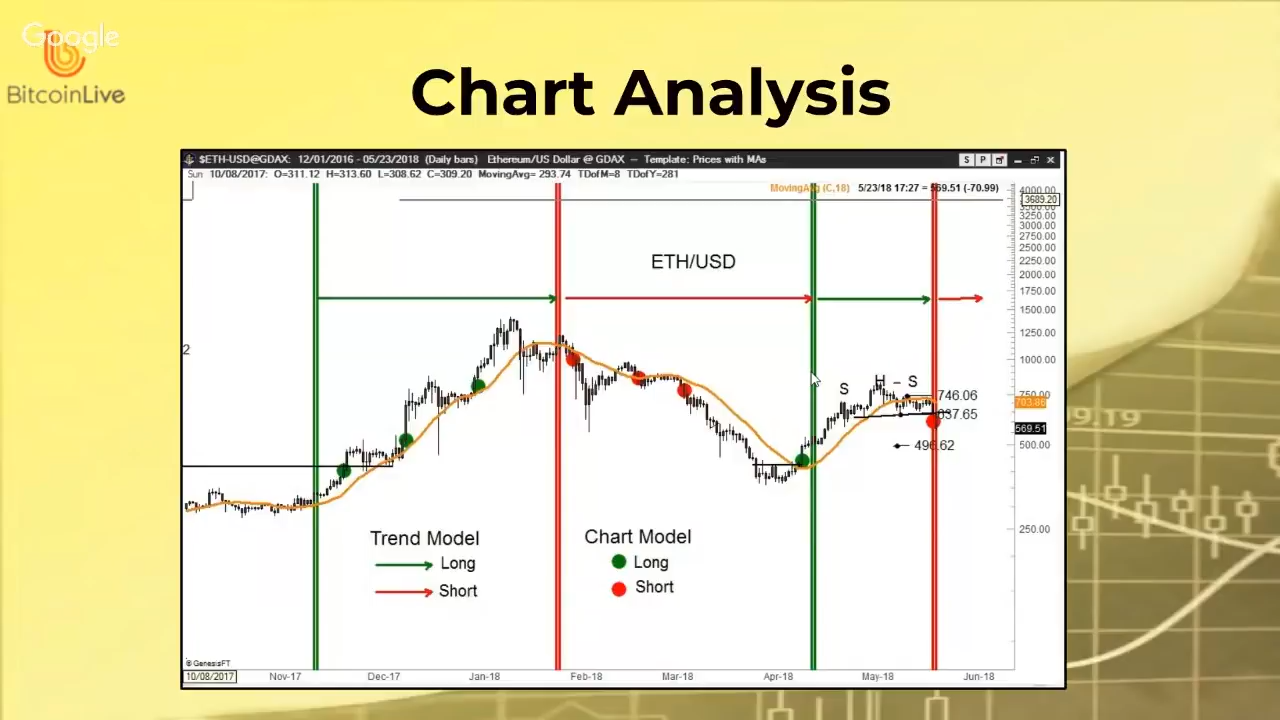 Google
BitcoinLive
Chart Analysis
$ETH-USD@GDAX: 12/01/2016 - 05/23/2018 (Daily bars) Ethereum/US Dollar @ GDAX — Template: Prices with MAs
S P
Sun 10/08/2017: O=311.12 H=313.60 L=308.62 C=309.20 MovingAvg= 293.74 TDofM=8 TDofY=281
MovingAvg (C,18) 5/23/18 17:27 = 569.51 (-70.99)
4000.00
3689.20
3250.00
3000.00
2750.00
2500.00
2250.00
2000.00
1750.00
1500.00
1250.00
1000.00
703.86
569.51
500.00
250.00
ETH/USD
2
S H – S
746.06
637.65
496.62
Trend Model
Long
Short
Chart Model
Long
Short
© GenesisFT
10/08/2017 Nov-17 Dec-17 Jan-18 Feb-18 Mar-18 Apr-18 May-18 Jun-18
09.19